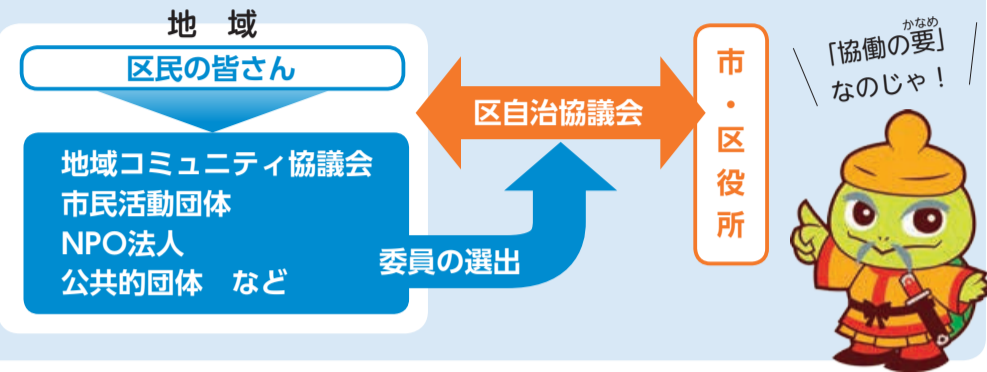 地 域
区民の皆さん
地域コミュニティ協議会
市民活動団体
NPO法人
公共的団体　など
委員の選出
区自治協議会
市・区役所
かなめ
「協働の要」
なのじゃ！